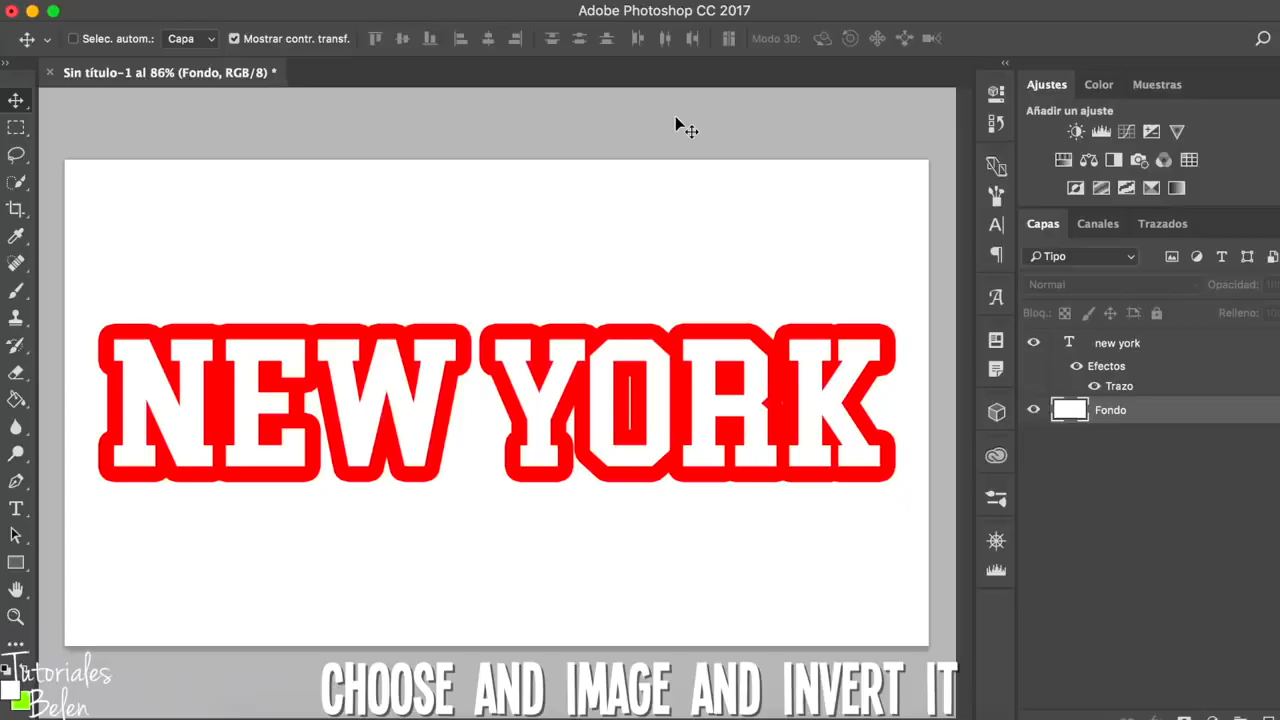 Adobe Photoshop CC 2017
Selec. autom.: Capa Mostrar contr. transf. Modo 3D:
Sin título-1 al 86% (Fondo, RGB/8) *
Ajustes Color Muestras
Añadir un ajuste
Capas Canales Trazados
Tipo
Normal Opacidad:
Bloq.: Relleno:
new york
Efectos
Trazo
Fondo
NEW YORK
Tutoriales
Belen
CHOOSE AND IMAGE AND INVERT IT